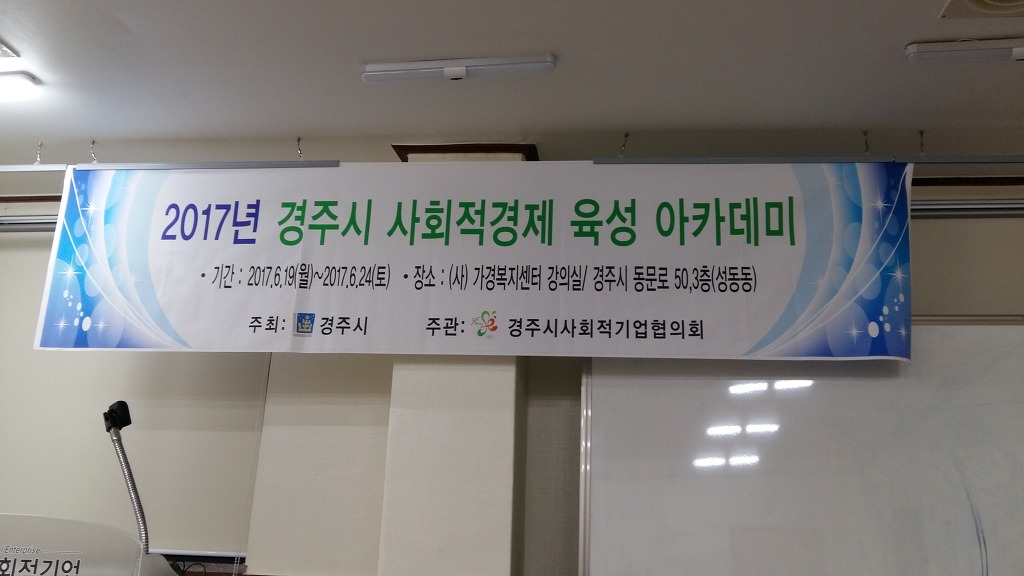 2017년 경주시 사회적경제 육성 아카데미
• 기간 : 2017.6.19(월)~2017.6.24(토) • 장소 : (사) 가경복지센터 강의실/ 경주시 동문로 50,3층(성동동)
주최: 경주시 주관: 경주시사회적기업협의회
Enterprise
회적기업